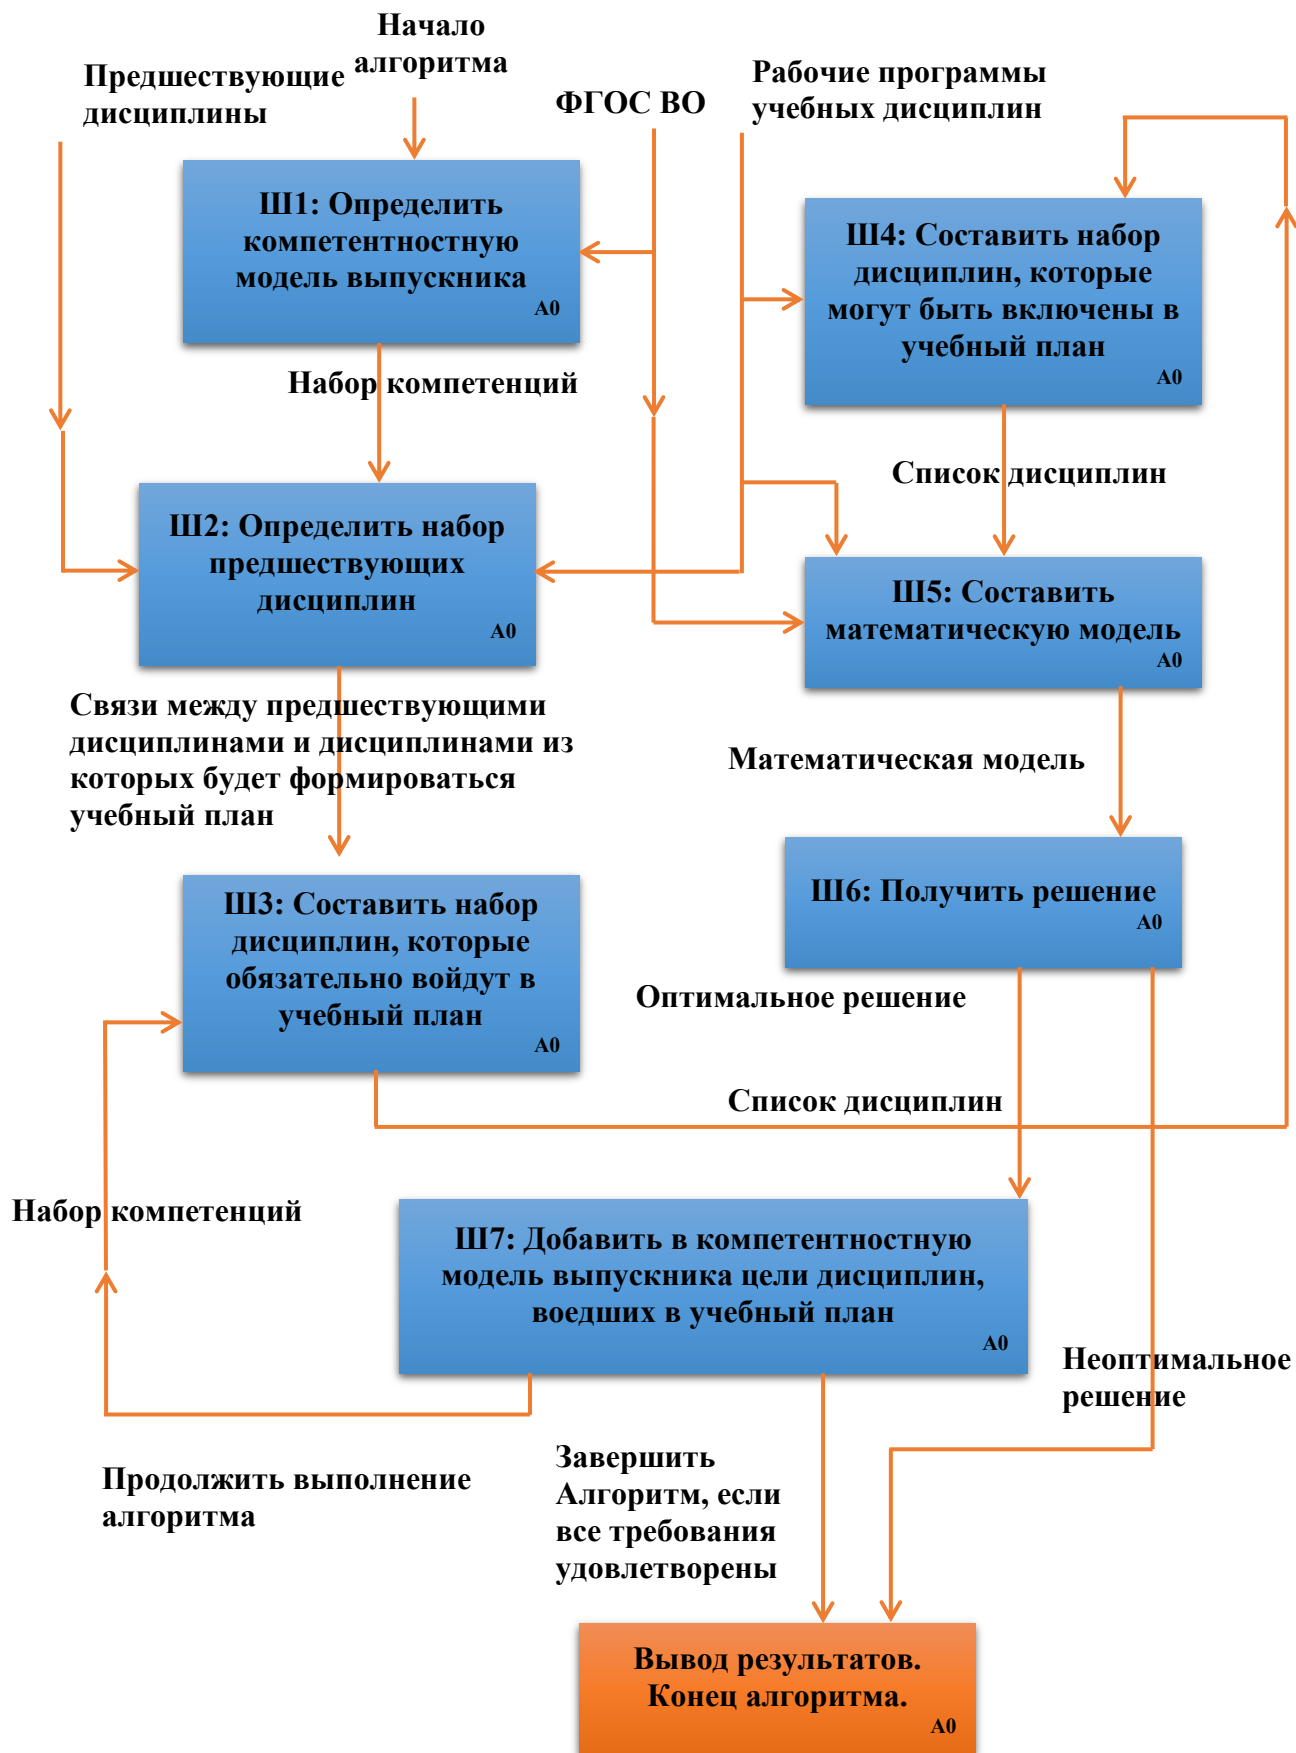 Начало
алгоритма
Предшествующие
дисциплины
ФГОС ВО
Рабочие программы
учебных дисциплин
Ш1: Определить
компетентностную
модель выпускника
А0
Ш4: Составить набор
дисциплин, которые
могут быть включены в
учебный план
А0
Набор компетенций
Список дисциплин
Ш2: Определить набор
предшествующих
дисциплин
А0
Ш5: Составить
математическую модель
А0
Связи между предшествующими
дисциплинами и дисциплинами из
которых будет формироваться
учебный план
Математическая модель
Ш3: Составить набор
дисциплин, которые
обязательно войдут в
учебный план
А0
Ш6: Получить решение
А0
Оптимальное решение
Список дисциплин
Набор компетенций
Ш7: Добавить в компетентностную
модель выпускника цели дисциплин,
воедших в учебный план
А0
Неоптимальное
решение
Продолжить выполнение
алгоритма
Завершить
Алгоритм, если
все требования
удовлетворены
Вывод результатов.
Конец алгоритма.
А0